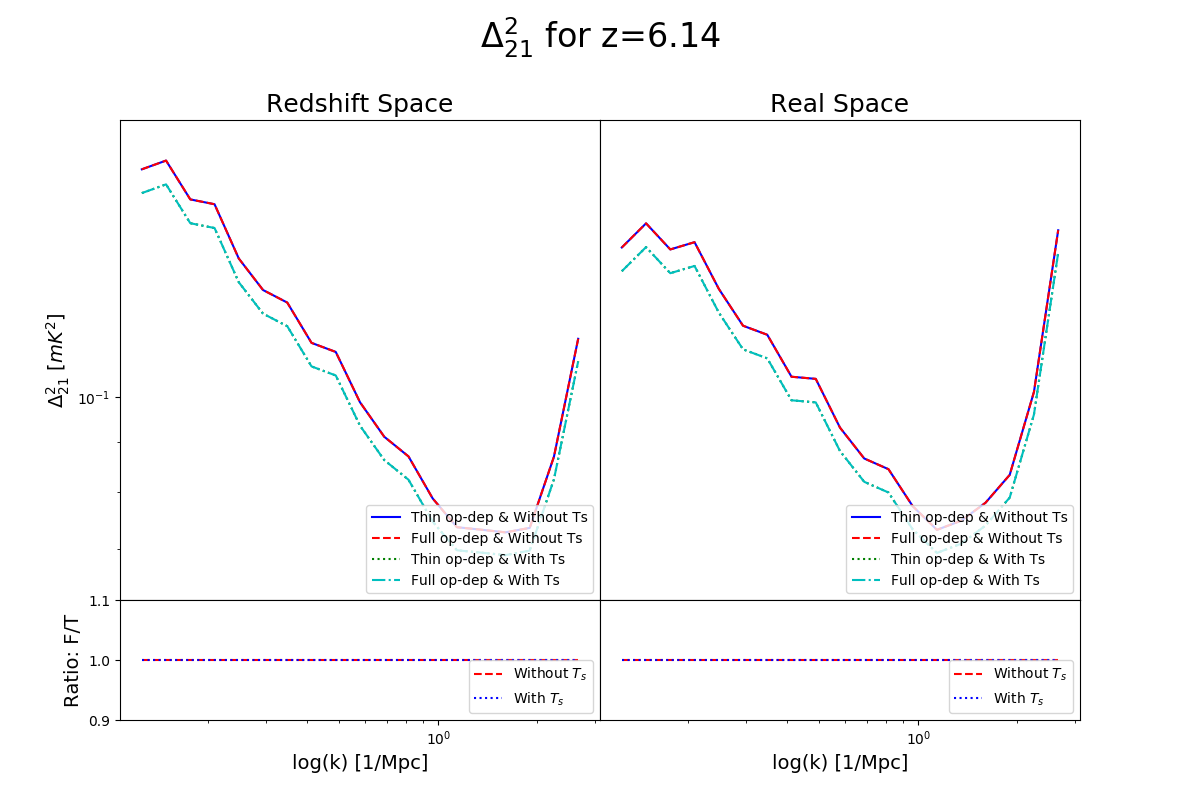 Δ²₂₁ for z=6.14
Redshift Space
Real Space
Δ²₂₁ [mK²]
10⁻¹
Thin op-dep & Without Ts
Full op-dep & Without Ts
Thin op-dep & With Ts
Full op-dep & With Ts
Thin op-dep & Without Ts
Full op-dep & Without Ts
Thin op-dep & With Ts
Full op-dep & With Ts
Ratio: F/T
1.1
1.0
0.9
Without Tₛ
With Tₛ
Without Tₛ
With Tₛ
10⁰
10⁰
log(k) [1/Mpc]
log(k) [1/Mpc]